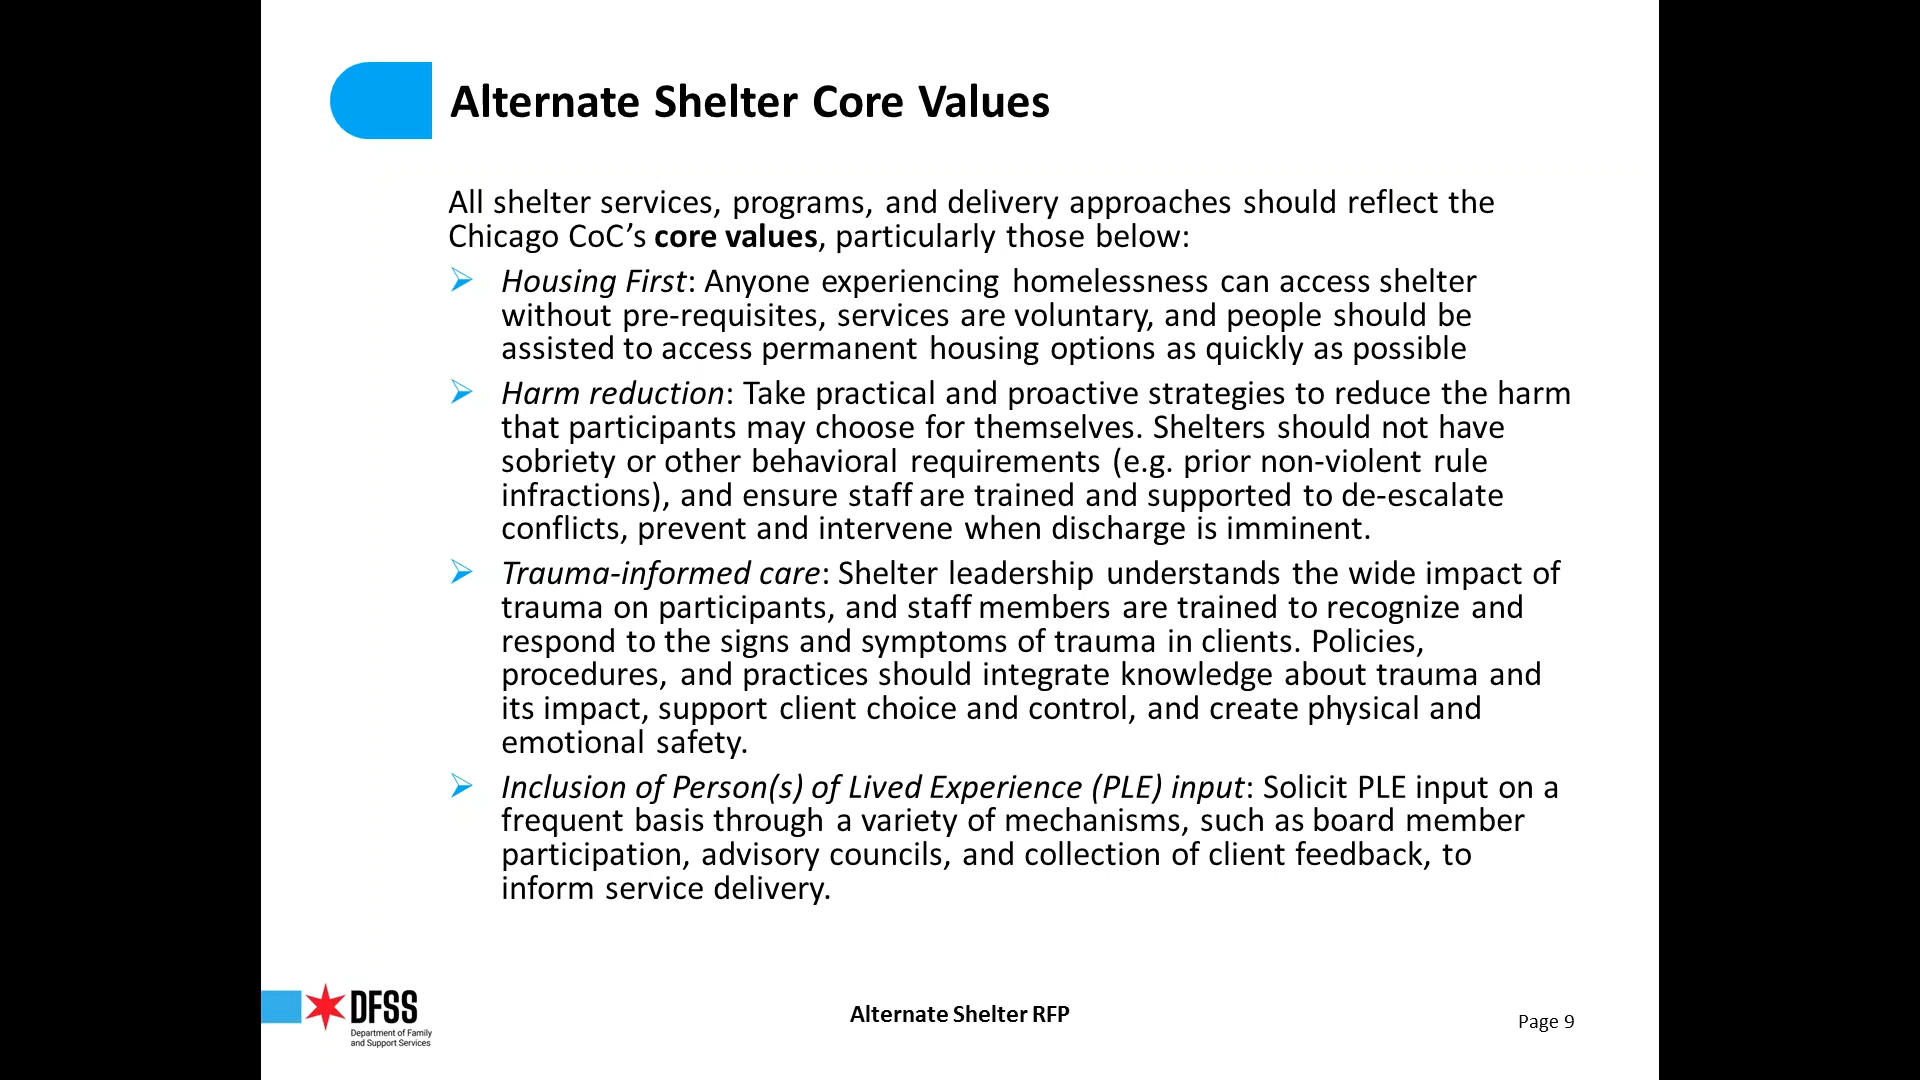 Alternate Shelter Core Values
All shelter services, programs, and delivery approaches should reflect the
Chicago CoC’s core values, particularly those below:
Housing First: Anyone experiencing homelessness can access shelter
without pre-requisites, services are voluntary, and people should be
assisted to access permanent housing options as quickly as possible
Harm reduction: Take practical and proactive strategies to reduce the harm
that participants may choose for themselves. Shelters should not have
sobriety or other behavioral requirements (e.g. prior non-violent rule
infractions), and ensure staff are trained and supported to de-escalate
conflicts, prevent and intervene when discharge is imminent.
Trauma-informed care: Shelter leadership understands the wide impact of
trauma on participants, and staff members are trained to recognize and
respond to the signs and symptoms of trauma in clients. Policies,
procedures, and practices should integrate knowledge about trauma and
its impact, support client choice and control, and create physical and
emotional safety.
Inclusion of Person(s) of Lived Experience (PLE) input: Solicit PLE input on a
frequent basis through a variety of mechanisms, such as board member
participation, advisory councils, and collection of client feedback, to
inform service delivery.
DFSS
Department of Family
and Support Services
Alternate Shelter RFP
Page 9